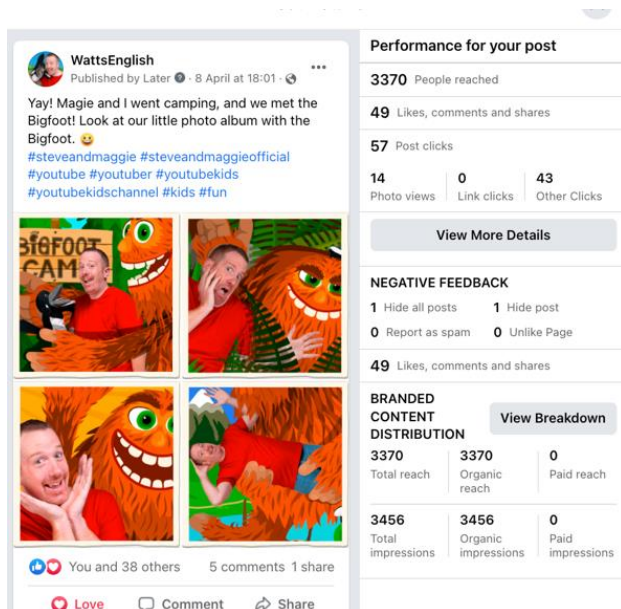 WattsEnglish
Published by Later · 8 April at 18:01 ·
Yay! Magie and I went camping, and we met the
Bigfoot! Look at our little photo album with the
Bigfoot. 😀
#steveandmaggie #steveandmaggieofficial
#youtube #youtuber #youtubekids
#youtubekidschannel #kids #fun
BIGFOOT
CAMP
You and 38 others 5 comments 1 share
Love Comment Share
Performance for your post
3370 People reached
49 Likes, comments and shares
57 Post clicks
14 0 43
Photo views Link clicks Other Clicks
View More Details
NEGATIVE FEEDBACK
1 Hide all posts 1 Hide post
0 Report as spam 0 Unlike Page
49 Likes, comments and shares
BRANDED
CONTENT
DISTRIBUTION
View Breakdown
3370 3370 0
Total reach Organic Paid reach
reach
3456 3456 0
Total Organic Paid
impressions impressions impressions